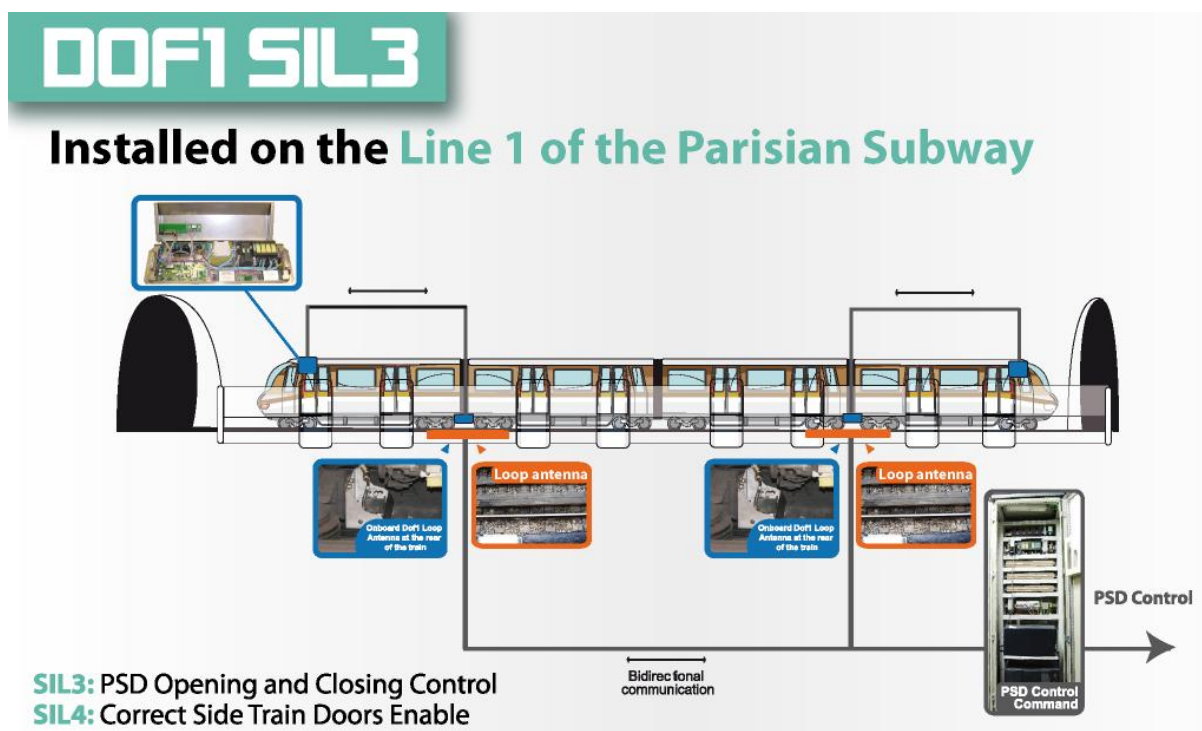 DOF1 SIL3
Installed on the Line 1 of the Parisian Subway
Loop antenna
Onboard Dof1 Loop
Antenna at the rear
of the train
Loop antenna
Onboard Dof1 Loop
Antenna at the rear
of the train
PSD Control
Bidirectional
communication
PSD Control
Command
SIL3: PSD Opening and Closing Control
SIL4: Correct Side Train Doors Enable